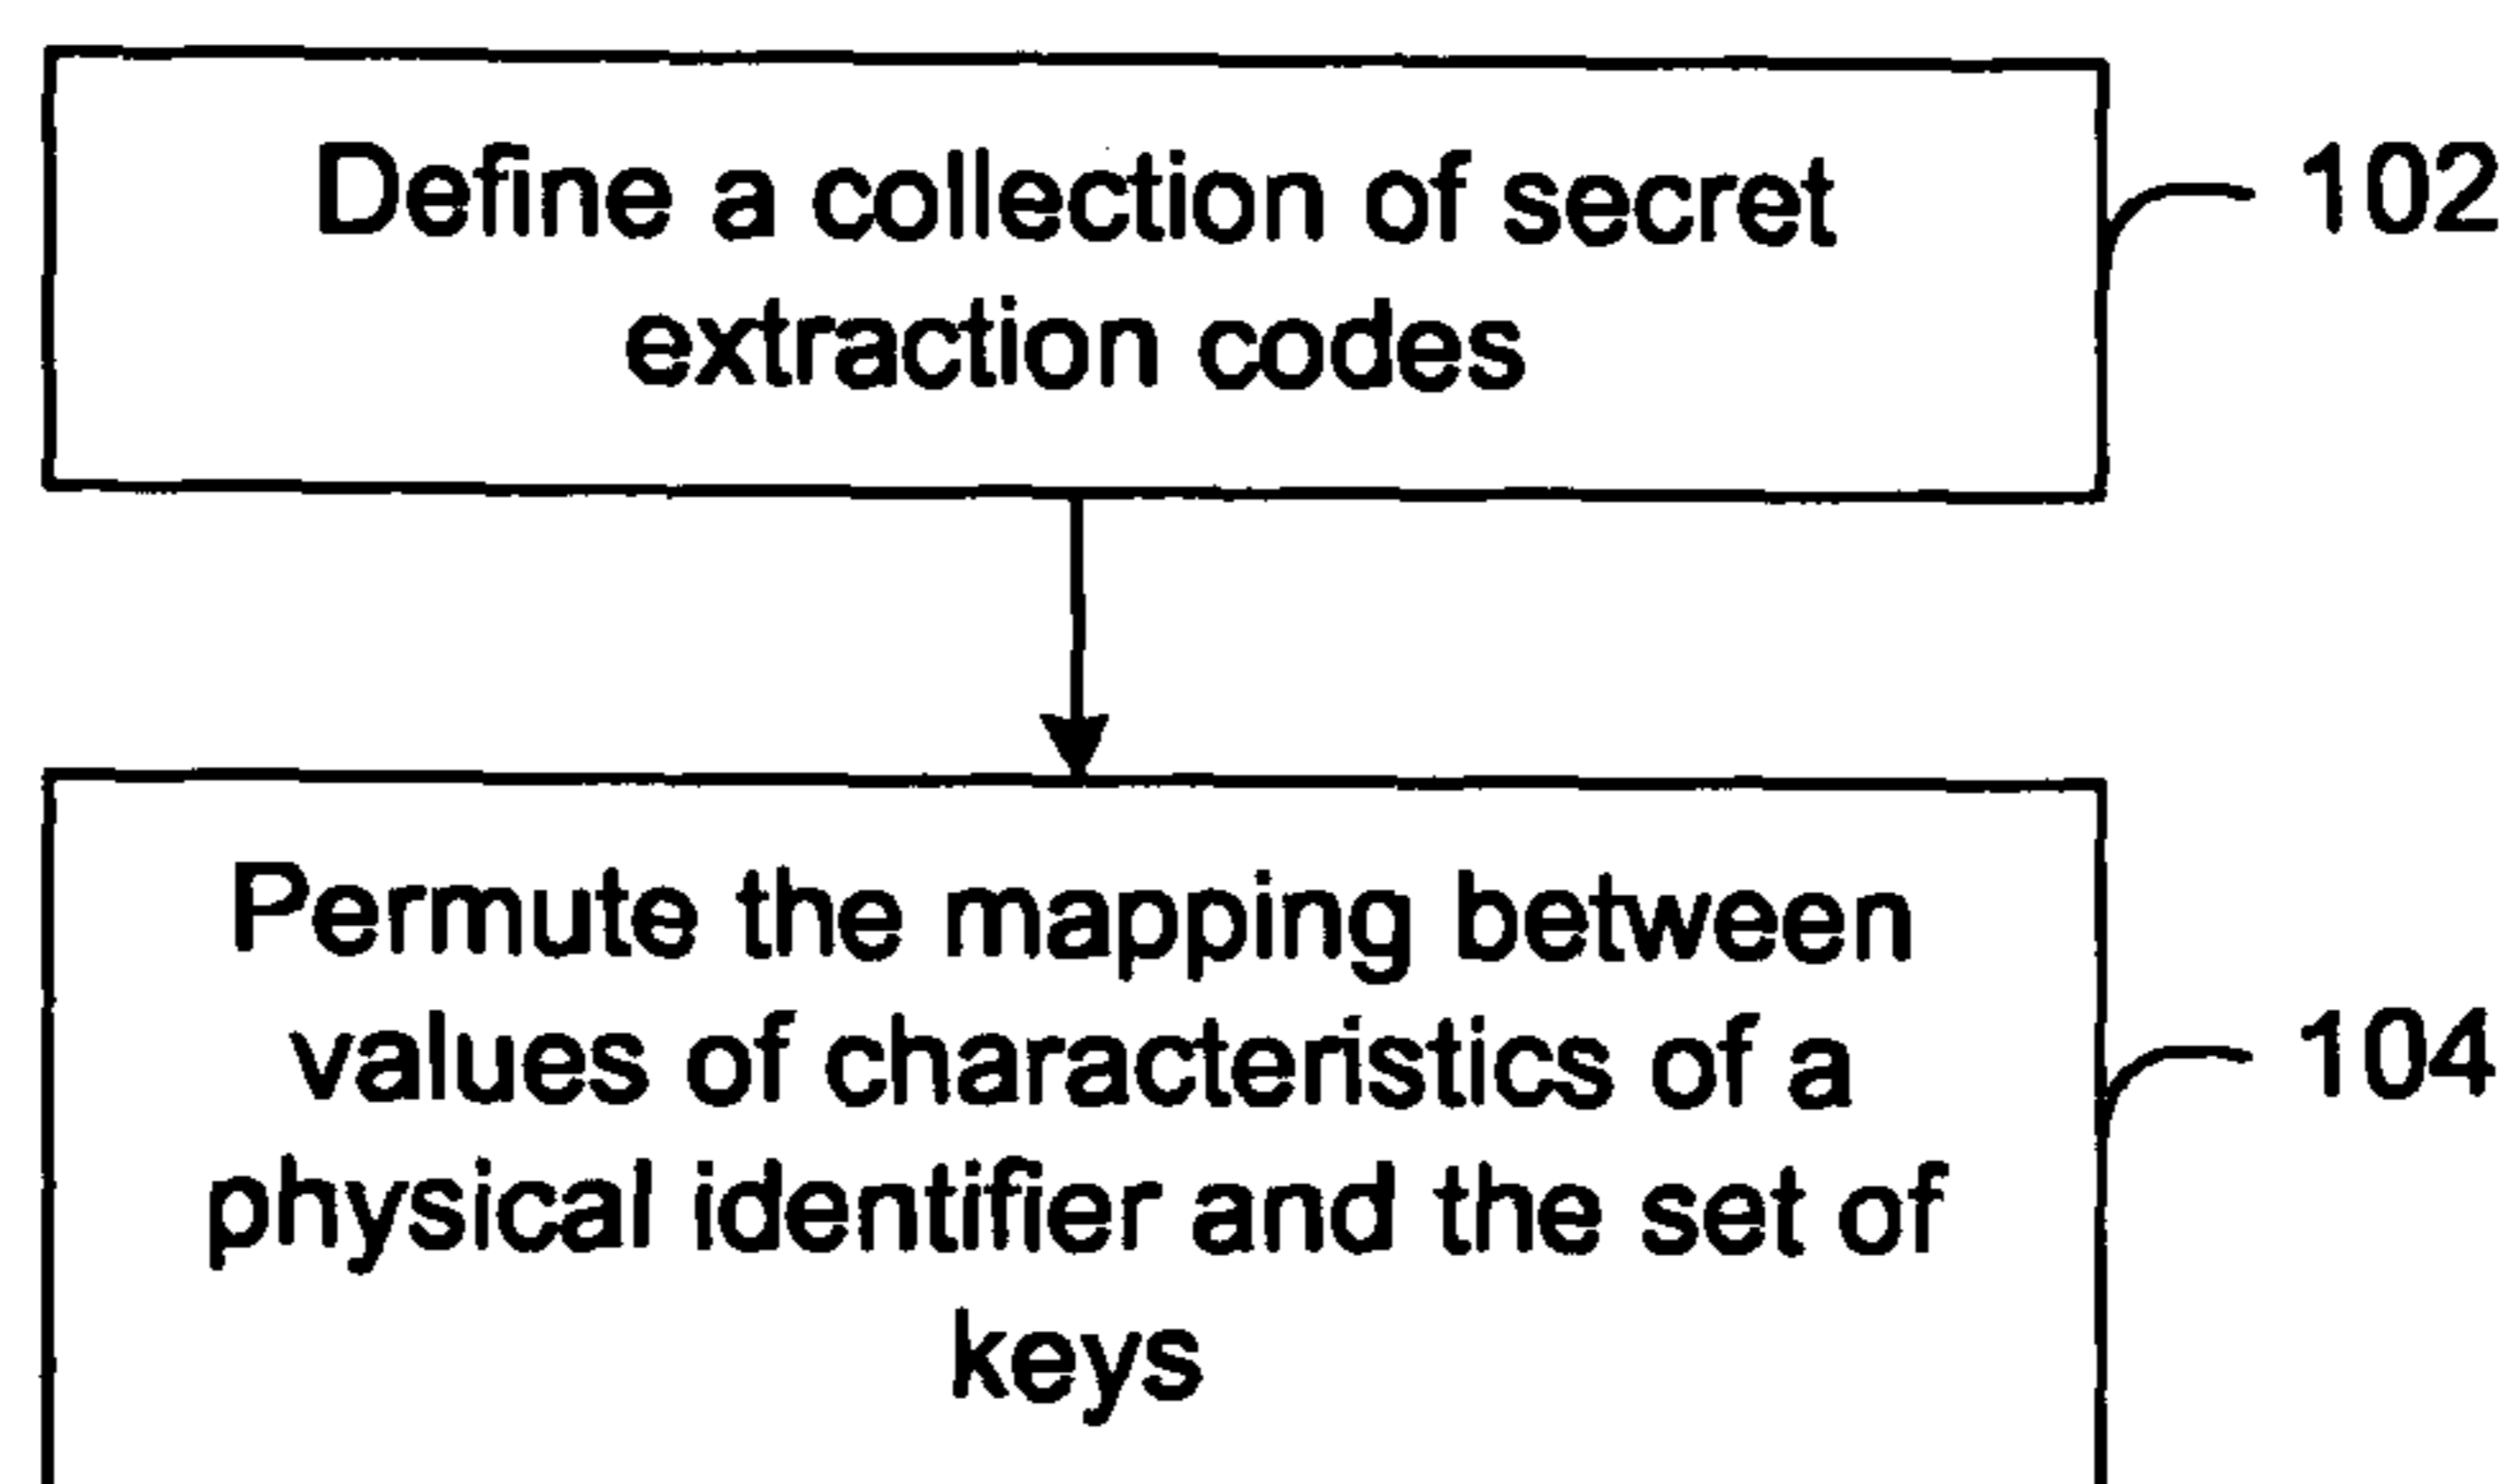 Define a collection of secret
extraction codes
102
Permute the mapping between
values of characteristics of a
physical identifier and the set of
keys
104